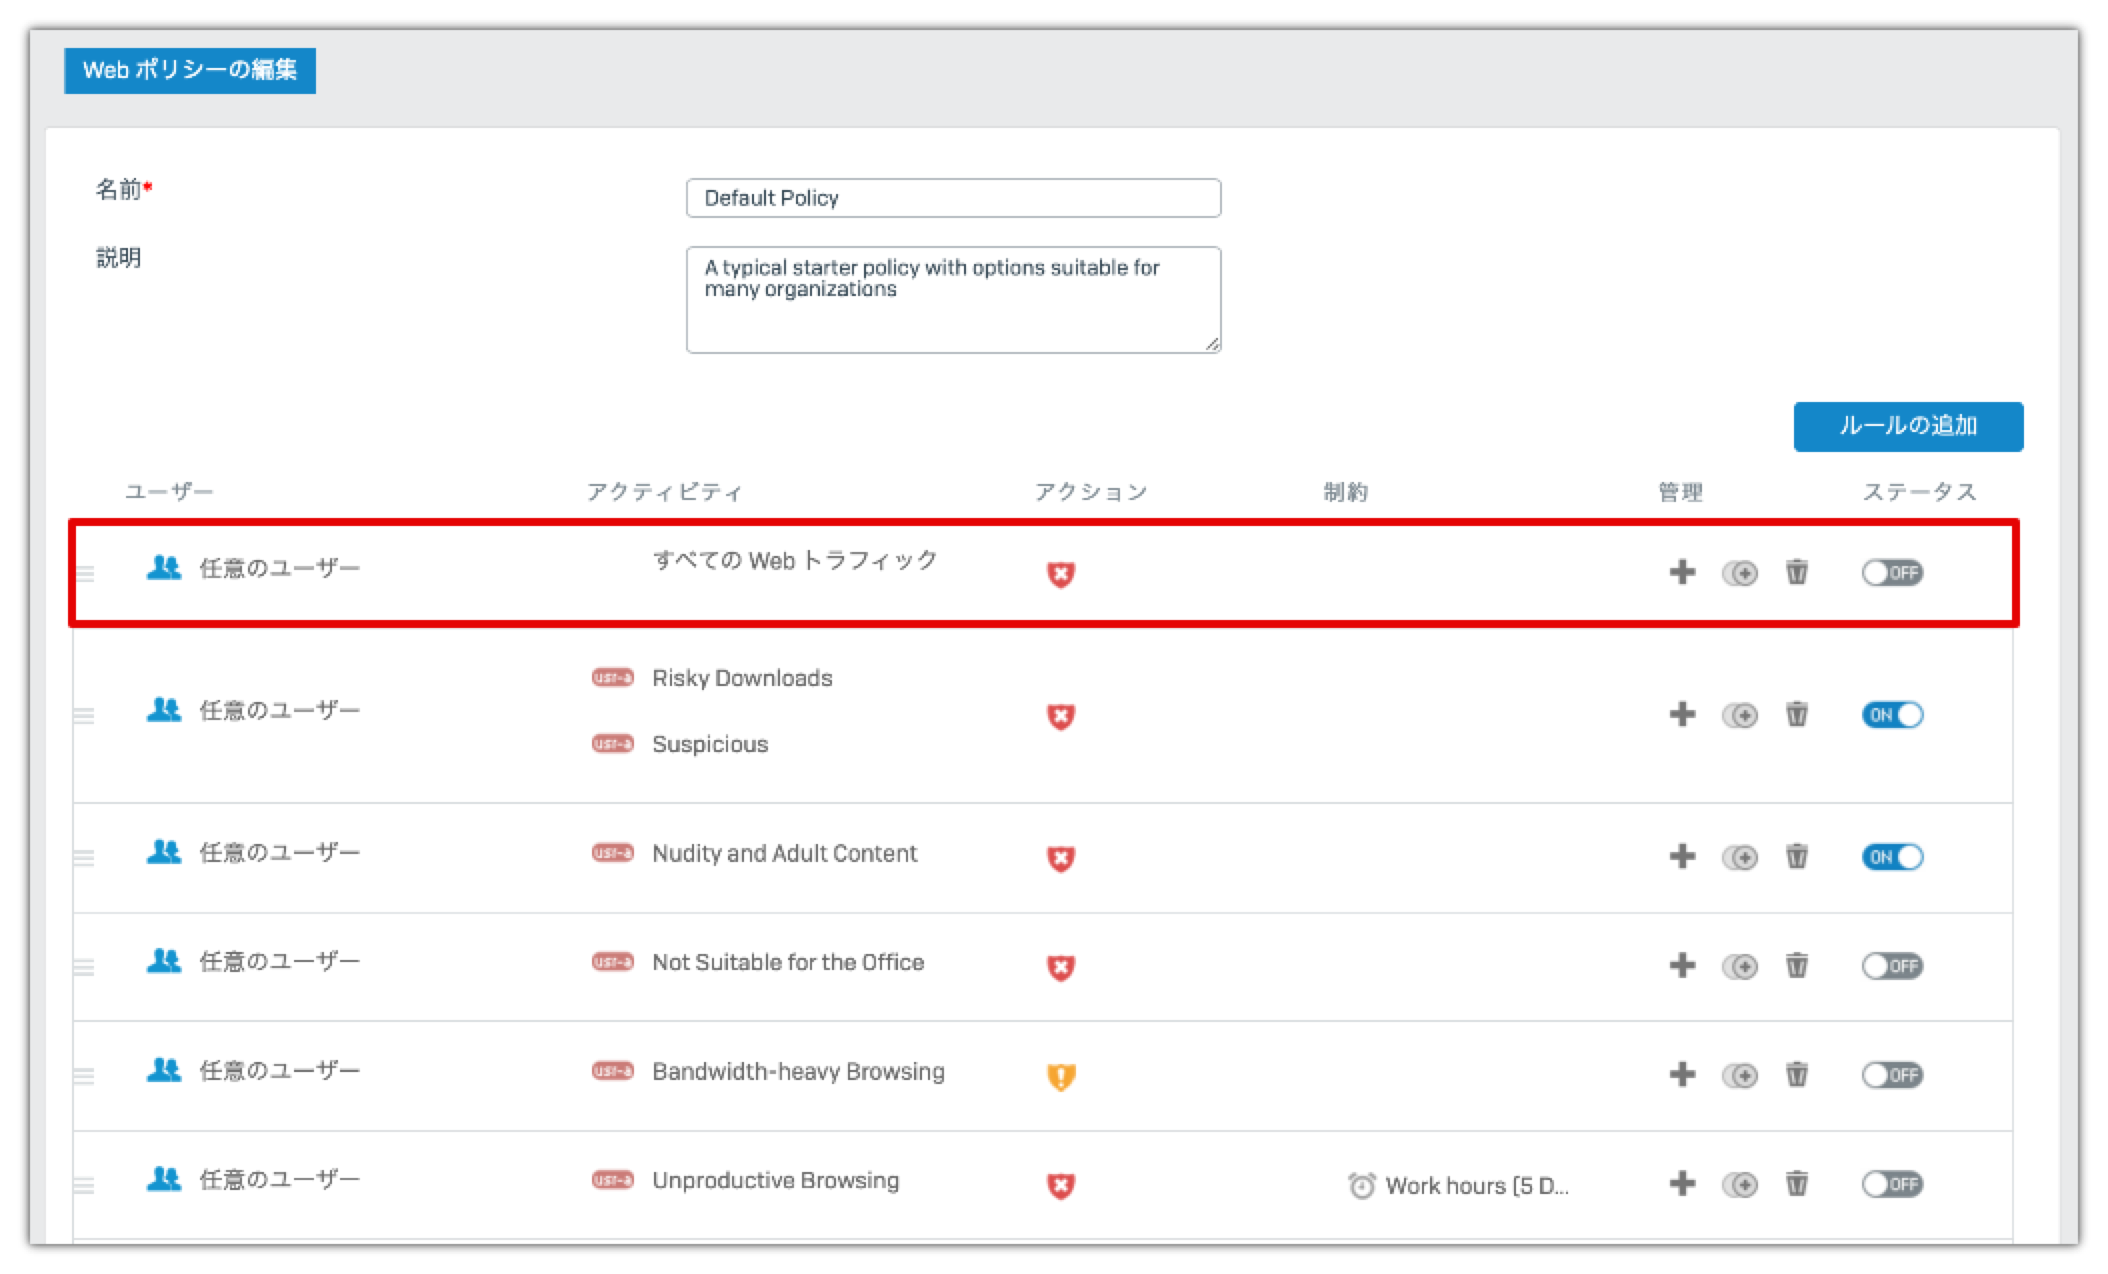 Web ポリシーの編集
名前*
Default Policy
説明
A typical starter policy with options suitable for
many organizations
ルールの追加
ユーザー アクティビティ アクション 制約 管理 ステータス
任意のユーザー すべての Web トラフィック OFF
任意のユーザー usr-a Risky Downloads ON
usr-a Suspicious
任意のユーザー usr-a Nudity and Adult Content ON
任意のユーザー usr-a Not Suitable for the Office OFF
任意のユーザー usr-a Bandwidth-heavy Browsing OFF
任意のユーザー usr-a Unproductive Browsing Work hours (5 D... OFF